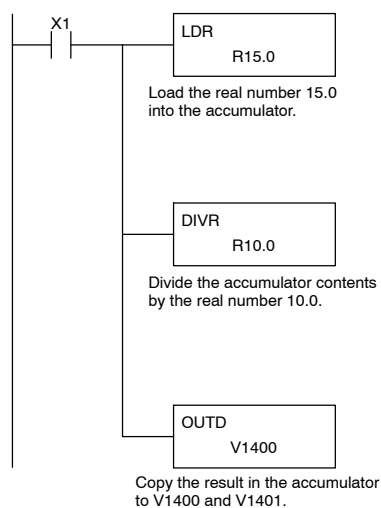 X1
LDR
R15.0
Load the real number 15.0
into the accumulator.
DIVR
R10.0
Divide the accumulator contents
by the real number 10.0.
OUTD
V1400
Copy the result in the accumulator
to V1400 and V1401.